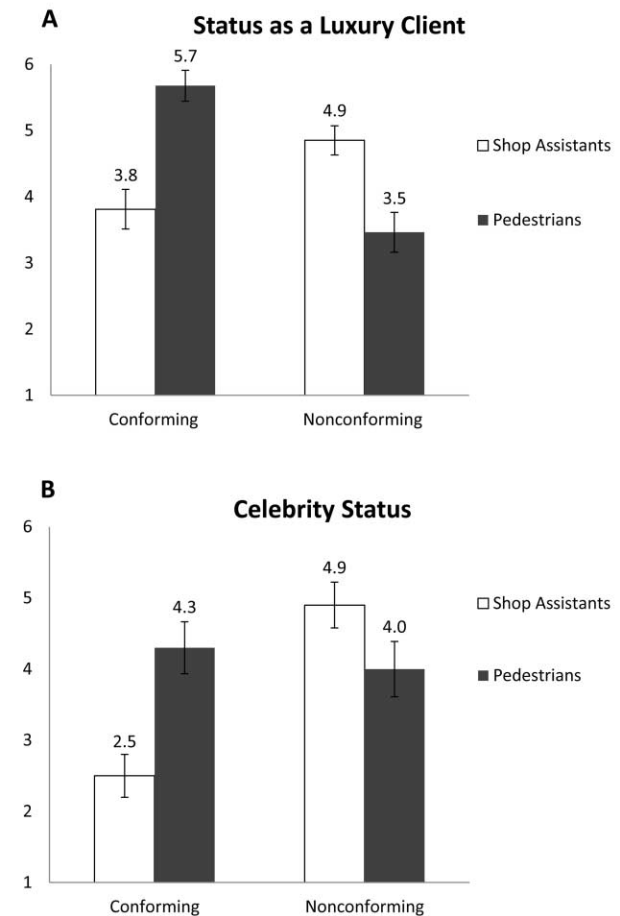 A
Status as a Luxury Client
6
5
4
3
2
1
3.8
5.7
4.9
3.5
Conforming
Nonconforming
Shop Assistants
Pedestrians
B
Celebrity Status
6
5
4
3
2
1
2.5
4.3
4.9
4.0
Conforming
Nonconforming
Shop Assistants
Pedestrians